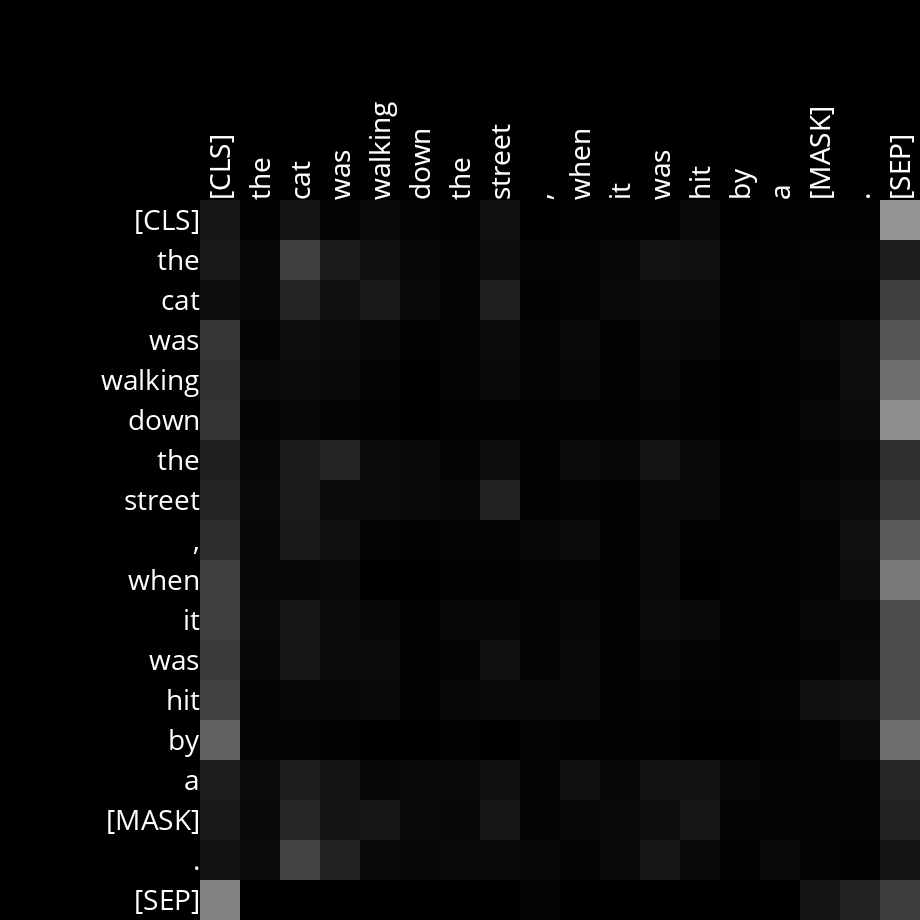 [CLS] the cat was walking down the street , when it was hit by a [MASK] . [SEP]
[CLS]
the
cat
was
walking
down
the
street
,
when
it
was
hit
by
a
[MASK]
.
[SEP]